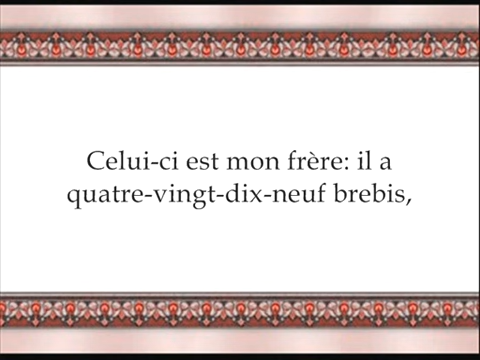 Celui-ci est mon frère: il a
quatre-vingt-dix-neuf brebis,